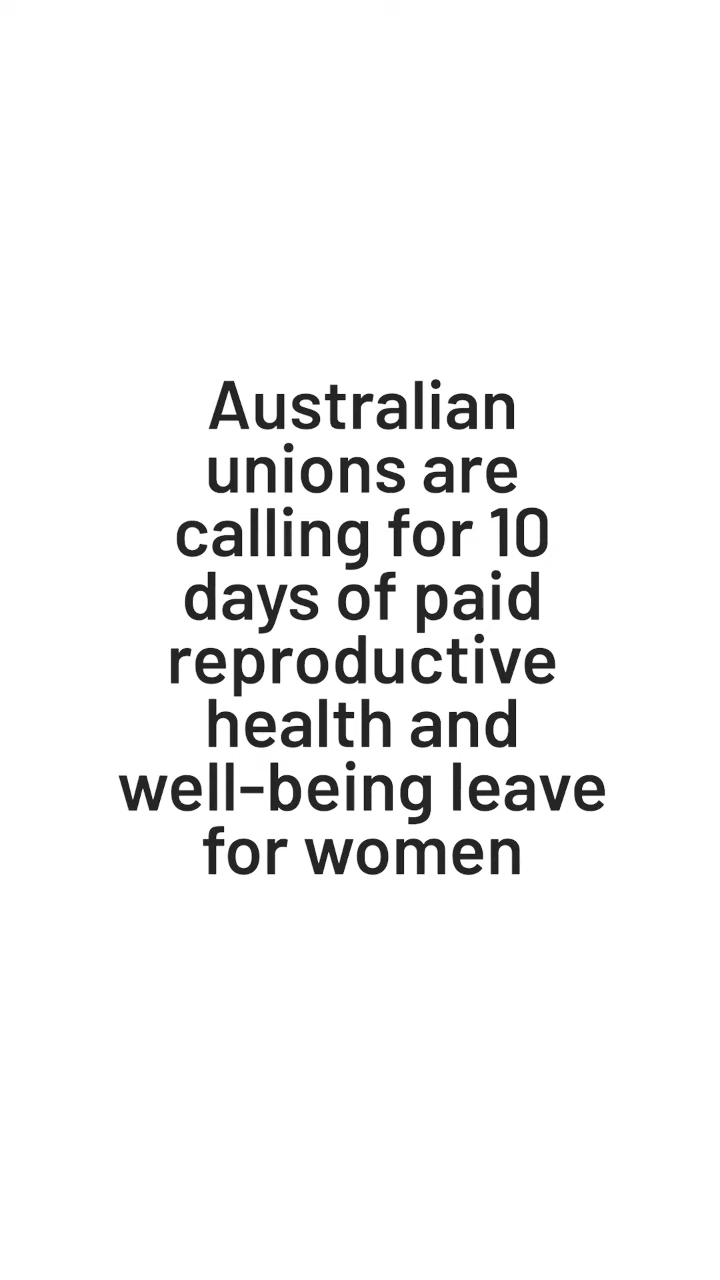 Australian
unions are
calling for 10
days of paid
reproductive
health and
well-being leave
for women